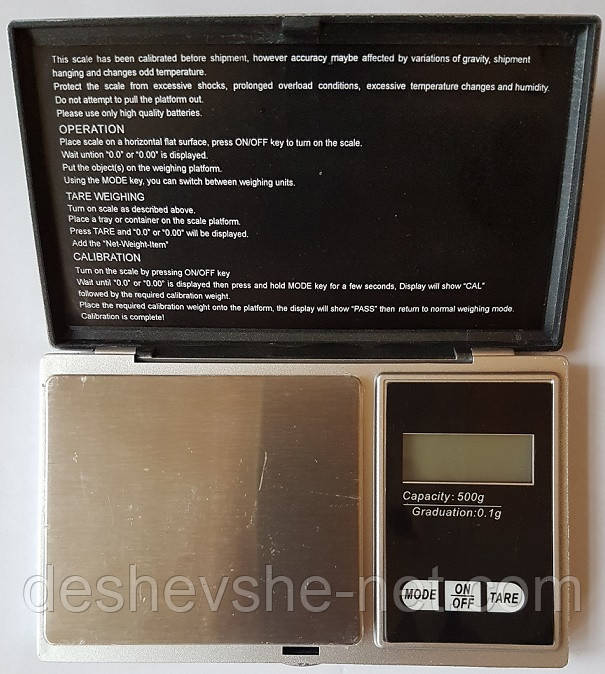 This scale has been calibrated before shipment, however accuracy maybe affected by variations of gravity, shipment
hanging and changes odd temperature.
Protect the scale from excessive shocks, prolonged overload conditions, excessive temperature changes and humidity.
Do not attempt to pull the platform out.
Please use only high quality batteries.
OPERATION
Place scale on a horizontal flat surface, press ON/OFF key to turn on the scale.
Wait untion "0.0" or "0.00" is displayed.
Put the object(s) on the weighing platform.
Using the MODE key, you can switch between weighing units.
TARE WEIGHING
Turn on scale as described above.
Place a tray or container on the scale platform.
Press TARE and "0.0" or "0.00" will be displayed.
Add the "Net-Weight-Item"
CALIBRATION
Turn on the scale by pressing ON/OFF key
Wait until "0.0" or "0.00" is displayed then press and hold MODE key for a few seconds, Display will show "CAL"
followed by the required calibration weight.
Place the required calibration weight onto the platform, the display will show "PASS" then return to normal weighing mode.
Calibration is complete!
Capacity: 500g
Graduation:0.1g
MODE ON/OFF TARE
deshevshe-net.com